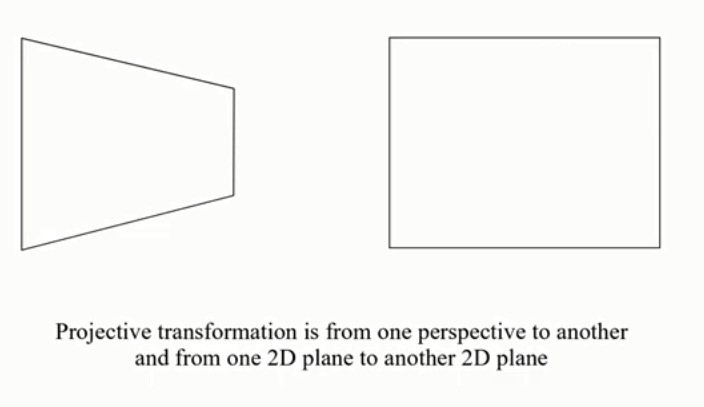 Projective transformation is from one perspective to another
and from one 2D plane to another 2D plane